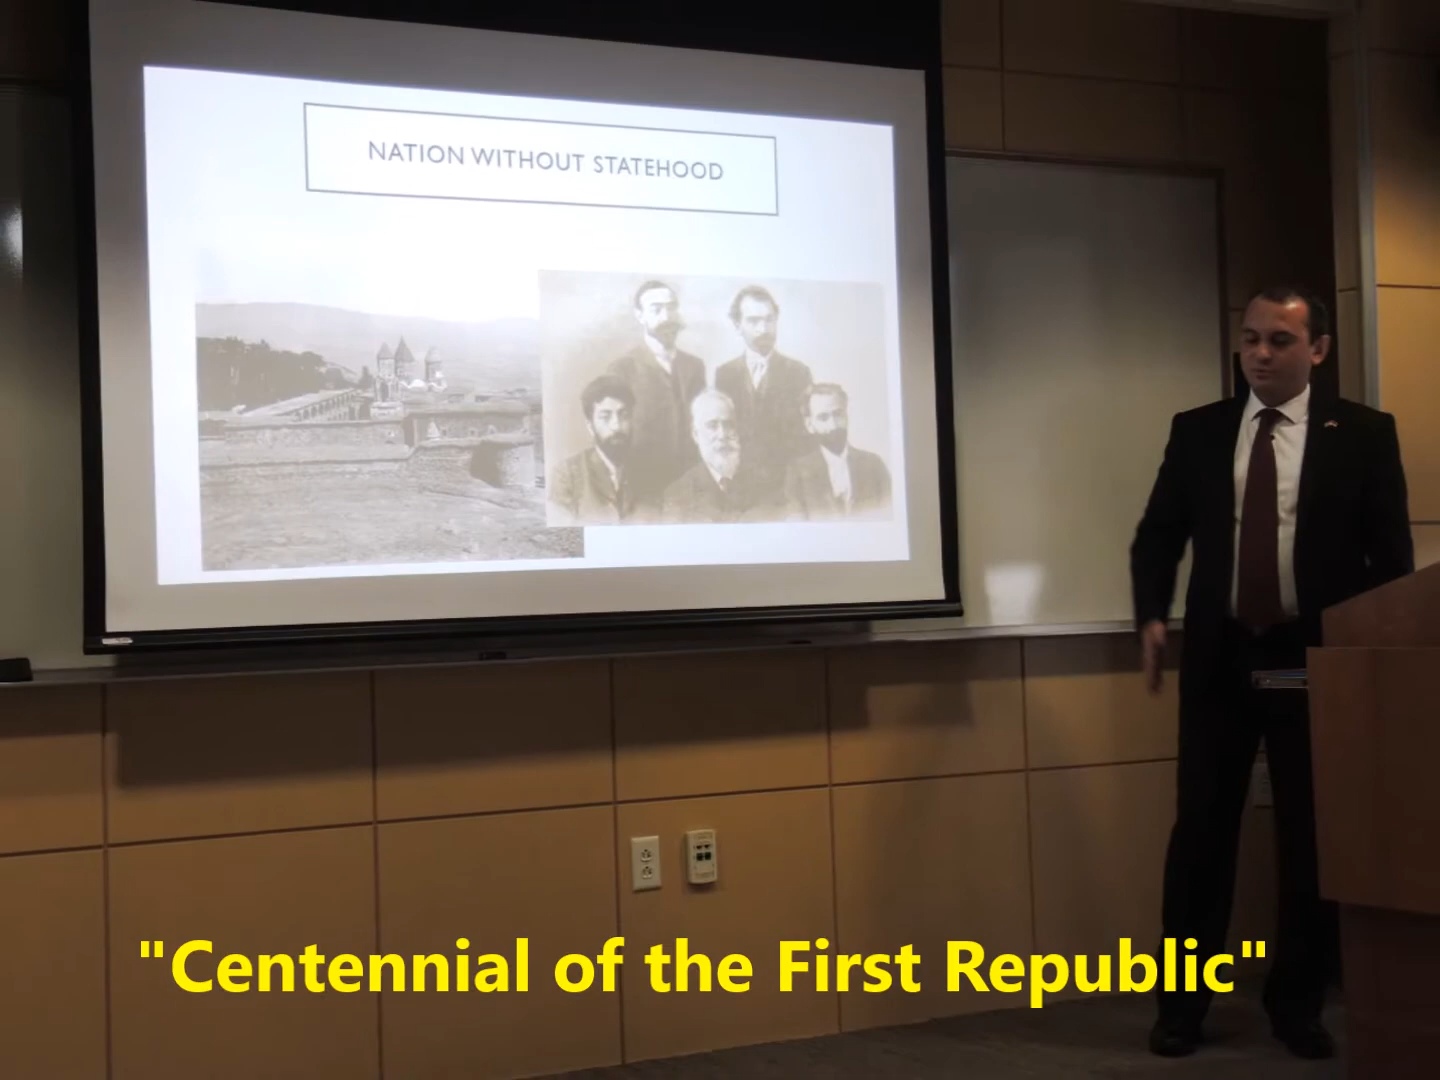 NATION WITHOUT STATEHOOD
"Centennial of the First Republic"